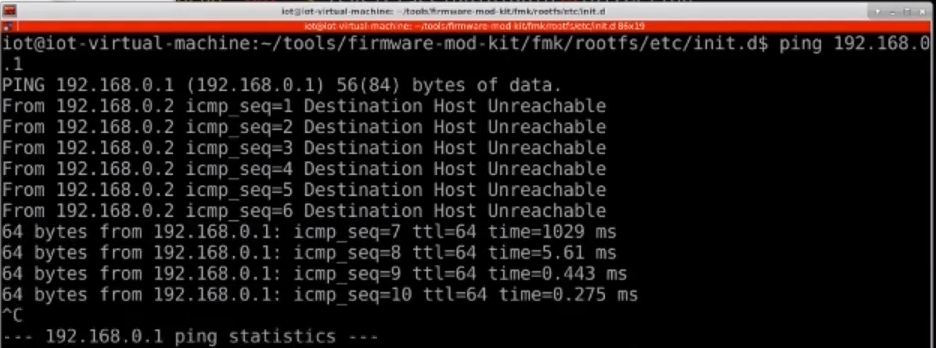 iot@iot-virtual-machine: ~/tools/firmware-mod-kit/fmk/rootfs/etc/init.d
iot@iot-virtual-machine: ~/tools/firmware-mod-kit/fmk/rootfs/etc/init.d 86x19
iot@iot-virtual-machine:~/tools/firmware-mod-kit/fmk/rootfs/etc/init.d$ ping 192.168.0
.1
PING 192.168.0.1 (192.168.0.1) 56(84) bytes of data.
From 192.168.0.2 icmp_seq=1 Destination Host Unreachable
From 192.168.0.2 icmp_seq=2 Destination Host Unreachable
From 192.168.0.2 icmp_seq=3 Destination Host Unreachable
From 192.168.0.2 icmp_seq=4 Destination Host Unreachable
From 192.168.0.2 icmp_seq=5 Destination Host Unreachable
From 192.168.0.2 icmp_seq=6 Destination Host Unreachable
64 bytes from 192.168.0.1: icmp_seq=7 ttl=64 time=1029 ms
64 bytes from 192.168.0.1: icmp_seq=8 ttl=64 time=5.61 ms
64 bytes from 192.168.0.1: icmp_seq=9 ttl=64 time=0.443 ms
64 bytes from 192.168.0.1: icmp_seq=10 ttl=64 time=0.275 ms
^C
--- 192.168.0.1 ping statistics ---